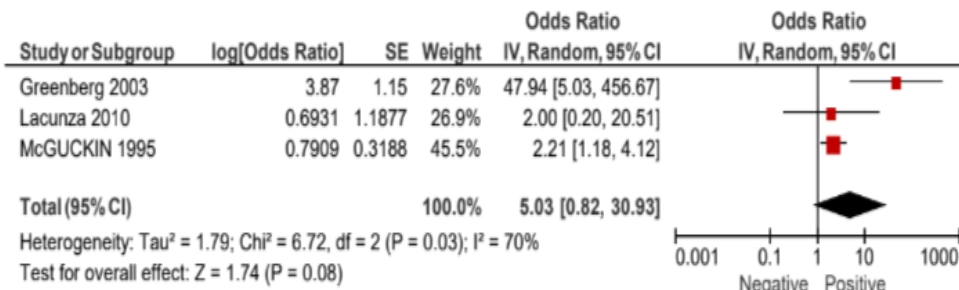 Odds Ratio Odds Ratio
Study or Subgroup log[Odds Ratio] SE Weight IV, Random, 95% CI IV, Random, 95% CI
Greenberg 2003 3.87 1.15 27.6% 47.94 [5.03, 456.67]
Lacunza 2010 0.6931 1.1877 26.9% 2.00 [0.20, 20.51]
McGUCKIN 1995 0.7909 0.3188 45.5% 2.21 [1.18, 4.12]
Total (95% CI) 100.0% 5.03 [0.82, 30.93]
Heterogeneity: Tau² = 1.79; Chi² = 6.72, df = 2 (P = 0.03); I² = 70%
Test for overall effect: Z = 1.74 (P = 0.08)
0.001 0.1 1 10 1000
Negative Positive